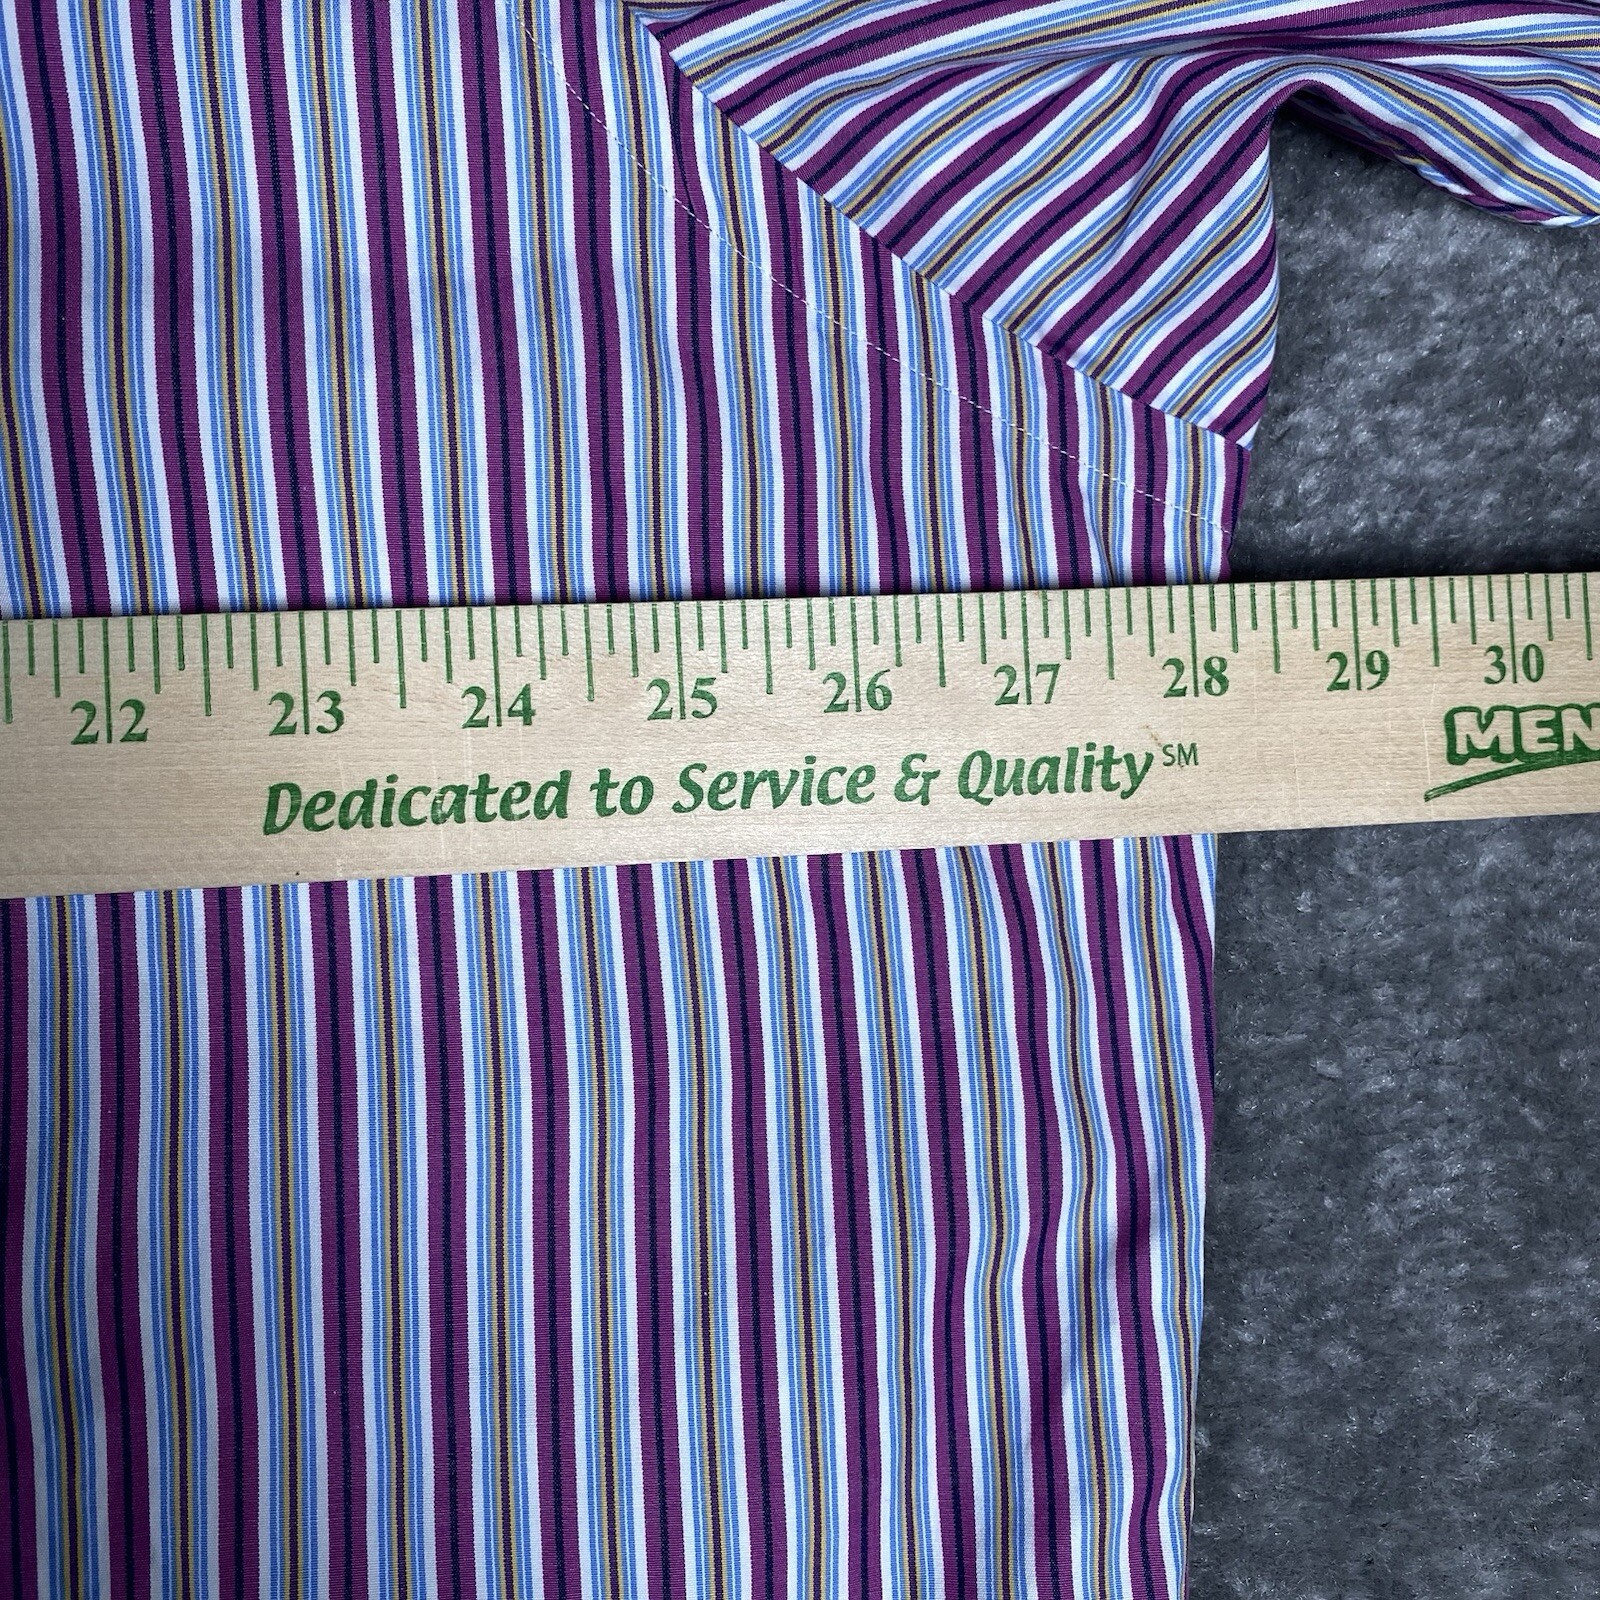 22 23 24 25 26 27 28 29 30
Dedicated to Service & Quality SM
MEN